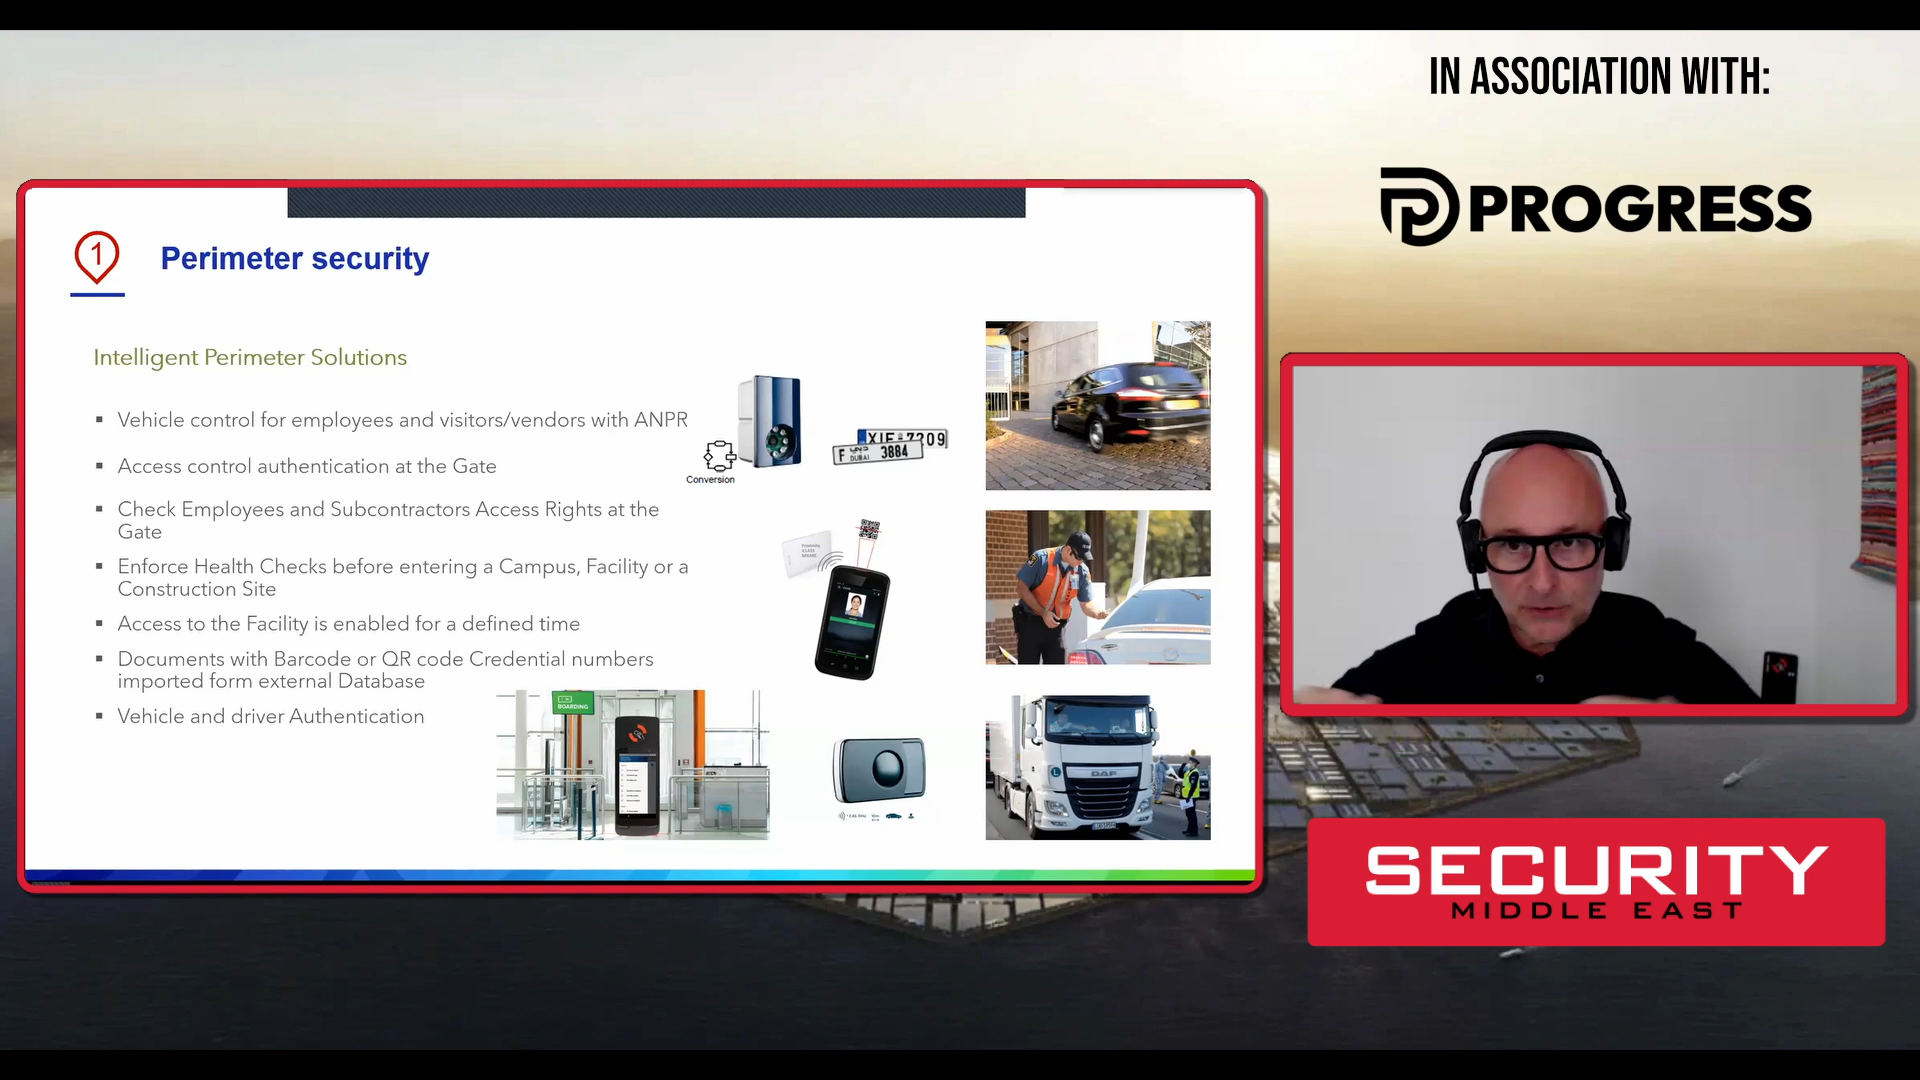 IN ASSOCIATION WITH:
PROGRESS
1
Perimeter security
Intelligent Perimeter Solutions
▪ Vehicle control for employees and visitors/vendors with ANPR
▪ Access control authentication at the Gate
▪ Check Employees and Subcontractors Access Rights at the
Gate
▪ Enforce Health Checks before entering a Campus, Facility or a
Construction Site
▪ Access to the Facility is enabled for a defined time
▪ Documents with Barcode or QR code Credential numbers
imported form external Database
▪ Vehicle and driver Authentication
Conversion
F DUBAI 3884
BOARDING
DAF
SECURITY
MIDDLE EAST